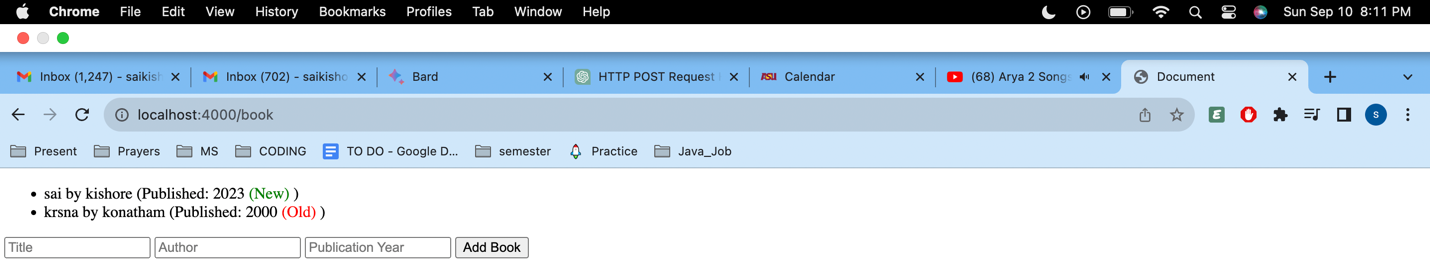 Chrome File Edit View History Bookmarks Profiles Tab Window Help Sun Sep 10 8:11 PM
Inbox (1,247) - saikish Inbox (702) - saikisho Bard HTTP POST Request ASU Calendar (68) Arya 2 Songs Document
localhost:4000/book E S
Present Prayers MS CODING TO DO - Google D... semester Practice Java_Job
• sai by kishore (Published: 2023 (New) )
• krsna by konatham (Published: 2000 (Old) )
Title Author Publication Year Add Book